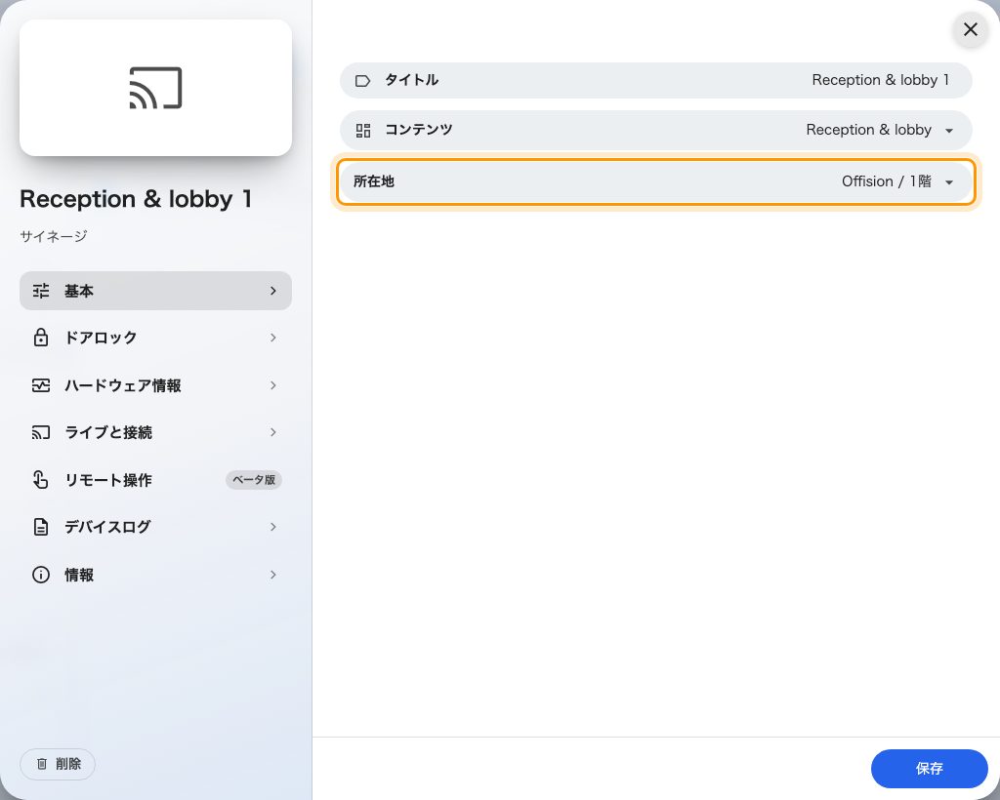 Reception & lobby 1
サイネージ
基本
ドアロック
ハードウェア情報
ライブと接続
リモート操作 ベータ版
デバイスログ
情報
削除
タイトル Reception & lobby 1
コンテンツ Reception & lobby
所在地 Offision / 1階
保存